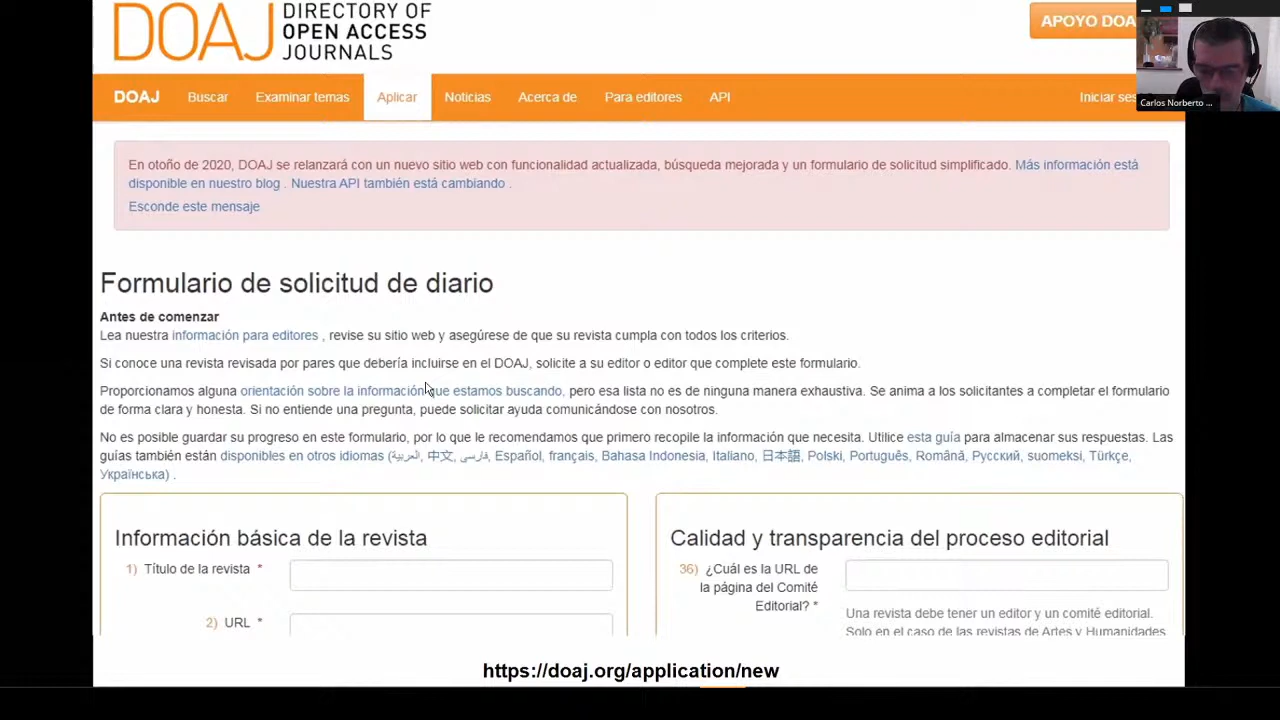 DOAJ
DIRECTORY OF
OPEN ACCESS
JOURNALS
APOYO DOA
DOAJ Buscar Examinar temas Aplicar Noticias Acerca de Para editores API Iniciar ses
Carlos Norberto ...
En otoño de 2020, DOAJ se relanzará con un nuevo sitio web con funcionalidad actualizada, búsqueda mejorada y un formulario de solicitud simplificado. Más información está
disponible en nuestro blog . Nuestra API también está cambiando .
Esconde este mensaje
Formulario de solicitud de diario
Antes de comenzar
Lea nuestra información para editores , revise su sitio web y asegúrese de que su revista cumpla con todos los criterios.
Si conoce una revista revisada por pares que debería incluirse en el DOAJ, solicite a su editor o editor que complete este formulario.
Proporcionamos alguna orientación sobre la información que estamos buscando, pero esa lista no es de ninguna manera exhaustiva. Se anima a los solicitantes a completar el formulario
de forma clara y honesta. Si no entiende una pregunta, puede solicitar ayuda comunicándose con nosotros.
No es posible guardar su progreso en este formulario, por lo que le recomendamos que primero recopile la información que necesita. Utilice esta guía para almacenar sus respuestas. Las
guías también están disponibles en otros idiomas (العربية, 中文, فارسی, Español, français, Bahasa Indonesia, Italiano, 日本語, Polski, Português, Română, Русский, suomeksi, Türkçe,
Українська) .
Información básica de la revista
1) Título de la revista *
2) URL *
Calidad y transparencia del proceso editorial
36) ¿Cuál es la URL de
la página del Comité
Editorial? *
Una revista debe tener un editor y un comité editorial.
Solo en el caso de las revistas de Artes y Humanidades
https://doaj.org/application/new